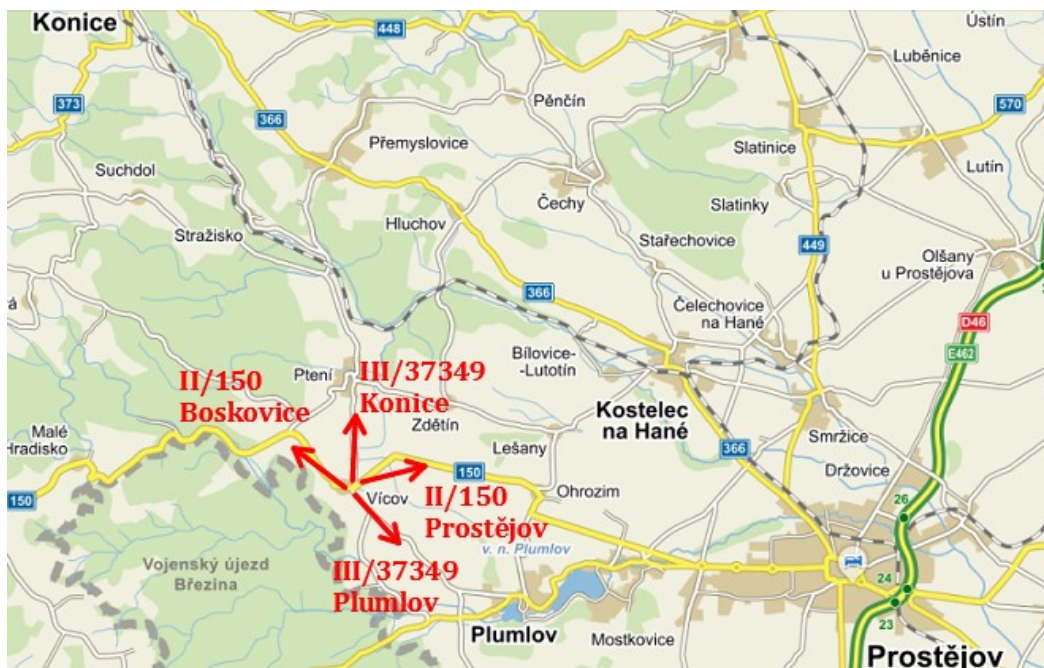 Konice
448
Ústín
Luběnice
373
366
Pěnčín
570
Přemyslovice
Slatinice
Suchdol
Lutín
Čechy
Slatinky
Hluchov
Stražisko
Stařechovice
449
Olšany
u Prostějova
366
Čelechovice
na Hané
D46
E462
II/150
Boskovice
Ptení
III/37349
Konice
Bílovice-
-Lutotín
Kostelec
na Hané
Zdětín
Malé
Hradisko
Lešany
366
Smržice
Držovice
150
150
Vícov
II/150
Prostějov
Ohrozim
26
v. n. Plumlov
Vojenský újezd
Březina
III/37349
Plumlov
24
23
Plumlov
Mostkovice
Prostějov